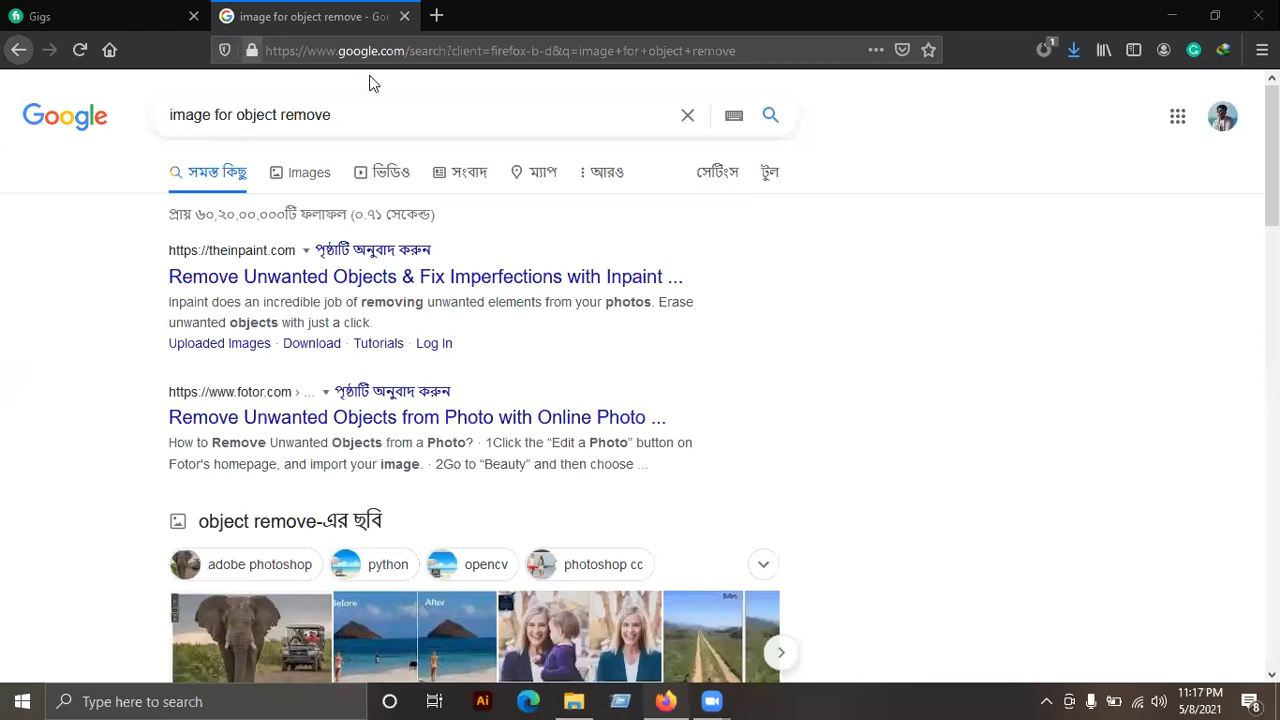 Gigs
image for object remove - Goo
https://www.google.com/search?client=firefox-b-d&q=image+for+object+remove
1
Google
image for object remove
সমস্ত কিছু
Images
ভিডিও
সংবাদ
ম্যাপ
আরও
সেটিংস
টুল
প্রায় ৬০,২০,০০,০০০টি ফলাফল (০.৭১ সেকেন্ড)
https://theinpaint.com পৃষ্ঠাটি অনুবাদ করুন
Remove Unwanted Objects & Fix Imperfections with Inpaint ...
Inpaint does an incredible job of removing unwanted elements from your photos. Erase
unwanted objects with just a click.
Uploaded Images · Download · Tutorials · Log In
https://www.fotor.com › ... পৃষ্ঠাটি অনুবাদ করুন
Remove Unwanted Objects from Photo with Online Photo ...
How to Remove Unwanted Objects from a Photo? · 1Click the “Edit a Photo” button on
Fotor's homepage, and import your image. · 2Go to “Beauty” and then choose ...
object remove-এর ছবি
adobe photoshop
python
opencv
photoshop cc
Before
After
Before
Type here to search
Ai
11:17 PM
5/8/2021
8